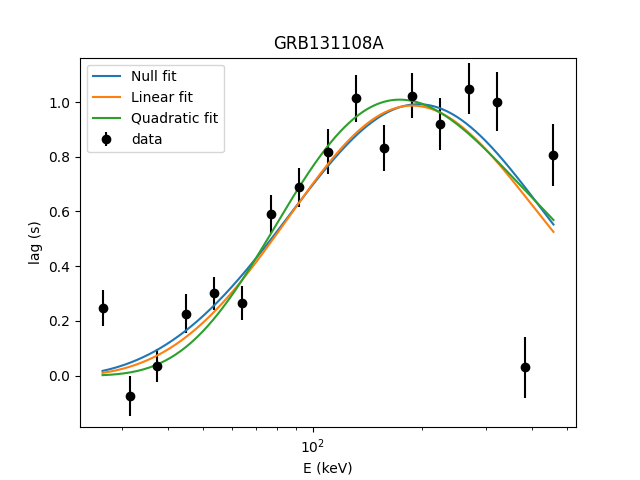 GRB131108A
Null fit
Linear fit
Quadratic fit
data
lag (s)
1.0
0.8
0.6
0.4
0.2
0.0
10²
E (keV)